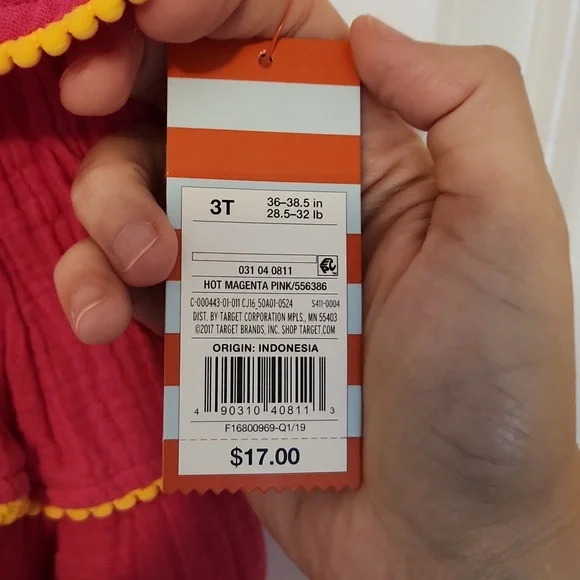 3T 36–38.5 in
28.5–32 lb
031 04 0811
HOT MAGENTA PINK/556386
C-000443-01-011 CJ16_50A01-0524 S411-0004
DIST. BY TARGET CORPORATION MPLS., MN 55403
©2017 TARGET BRANDS, INC. SHOP TARGET.COM
ORIGIN: INDONESIA
4 90310 40811 3
F16800969-Q1/19
$17.00